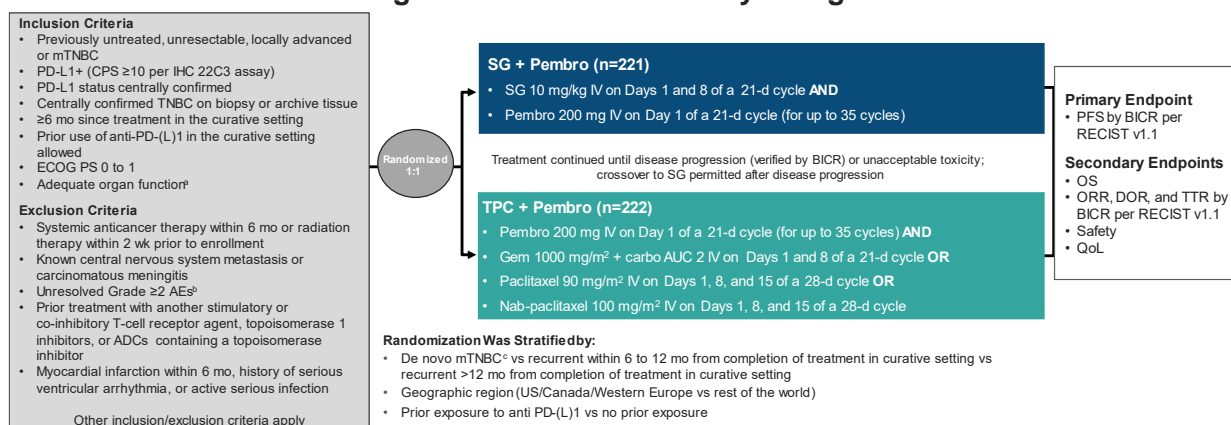 Inclusion Criteria
• Previously untreated, unresectable, locally advanced
or mTNBC
• PD-L1+ (CPS ≥10 per IHC 22C3 assay)
• PD-L1 status centrally confirmed
• Centrally confirmed TNBC on biopsy or archive tissue
• ≥6 mo since treatment in the curative setting
• Prior use of anti-PD-(L)1 in the curative setting
allowed
• ECOG PS 0 to 1
• Adequate organ functionª
Exclusion Criteria
• Systemic anticancer therapy within 6 mo or radiation
therapy within 2 wk prior to enrollment
• Known central nervous system metastasis or
carcinomatous meningitis
• Unresolved Grade ≥2 AEsᵇ
• Prior treatment with another stimulatory or
co-inhibitory T-cell receptor agent, topoisomerase 1
inhibitors, or ADCs containing a topoisomerase
inhibitor
• Myocardial infarction within 6 mo, history of serious
ventricular arrhythmia, or active serious infection
Other inclusion/exclusion criteria apply
Randomized
1:1
SG + Pembro (n=221)
• SG 10 mg/kg IV on Days 1 and 8 of a 21-d cycle AND
• Pembro 200 mg IV on Day 1 of a 21-d cycle (for up to 35 cycles)
Treatment continued until disease progression (verified by BICR) or unacceptable toxicity;
crossover to SG permitted after disease progression
TPC + Pembro (n=222)
• Pembro 200 mg IV on Day 1 of a 21-d cycle (for up to 35 cycles) AND
• Gem 1000 mg/m² + carbo AUC 2 IV on Days 1 and 8 of a 21-d cycle OR
• Paclitaxel 90 mg/m² IV on Days 1, 8, and 15 of a 28-d cycle OR
• Nab-paclitaxel 100 mg/m² IV on Days 1, 8, and 15 of a 28-d cycle
Randomization Was Stratified by:
• De novo mTNBCᶜ vs recurrent within 6 to 12 mo from completion of treatment in curative setting vs
recurrent >12 mo from completion of treatment in curative setting
• Geographic region (US/Canada/Western Europe vs rest of the world)
• Prior exposure to anti PD-(L)1 vs no prior exposure
Primary Endpoint
• PFS by BICR per
RECIST v1.1
Secondary Endpoints
• OS
• ORR, DOR, and TTR by
BICR per RECIST v1.1
• Safety
• QoL